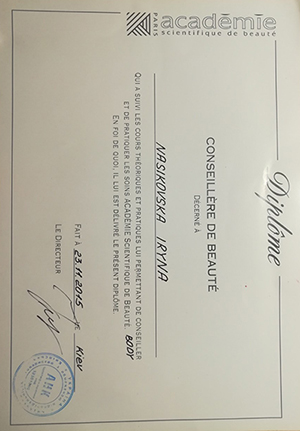 PARIS
académie
scientifique de beauté
Diplôme
CONSEILLÈRE DE BEAUTÉ
DÉCERNÉ À
NASIKOVSKA IRYNA
QUI A SUIVI LES COURS THÉORIQUES ET PRATIQUES LUI PERMETTANT DE CONSEILLER
ET DE PRATIQUER LES SOINS ACADÉMIE SCIENTIFIQUE DE BEAUTÉ. BODY
EN FOI DE QUOI, IL LUI EST DÉLIVRÉ LE PRÉSENT DIPLÔME.
FAIT À 23.11.2015 Kiev
LE DIRECTEUR